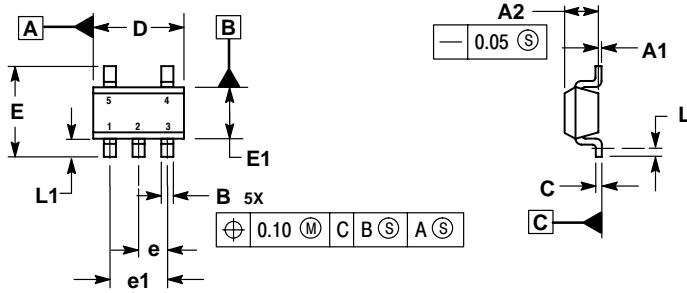 A
D
B
A2
— 0.05 Ⓢ
A1
E
5 4
1 2 3
E1
L
L1
B 5X
C
⌖ 0.10 Ⓜ C B Ⓢ A Ⓢ
C
e
e1